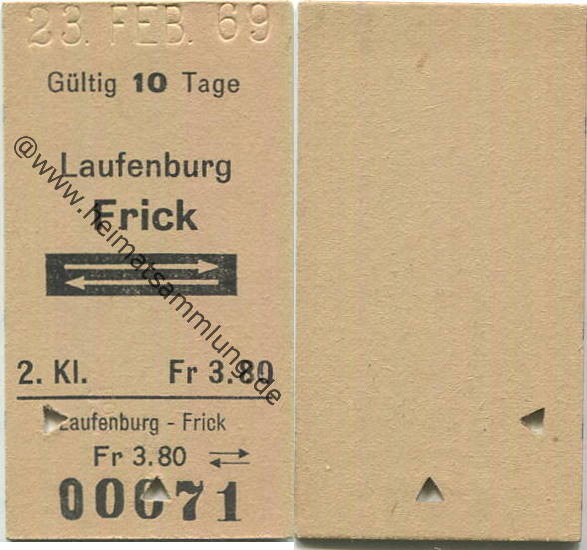 23. FEB. 69
Gültig 10 Tage
Laufenburg
Frick
2. Kl. Fr 3.80
Laufenburg - Frick
Fr 3.80
00071
@www.heimatsammlung.de